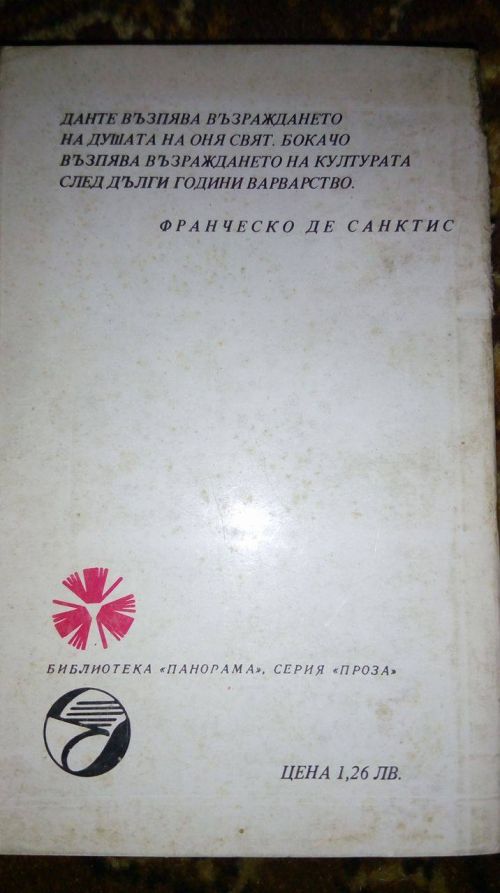 ДАНТЕ ВЪЗПЯВА ВЪЗРАЖДАНЕТО
НА ДУШАТА НА ОНЯ СВЯТ. БОКАЧО
ВЪЗПЯВА ВЪЗРАЖДАНЕТО НА КУЛТУРАТА
СЛЕД ДЪЛГИ ГОДИНИ ВАРВАРСТВО.
ФРАНЧЕСКО ДЕ САНКТИС
БИБЛИОТЕКА «ПАНОРАМА», СЕРИЯ «ПРОЗА»
ЦЕНА 1,26 ЛВ.